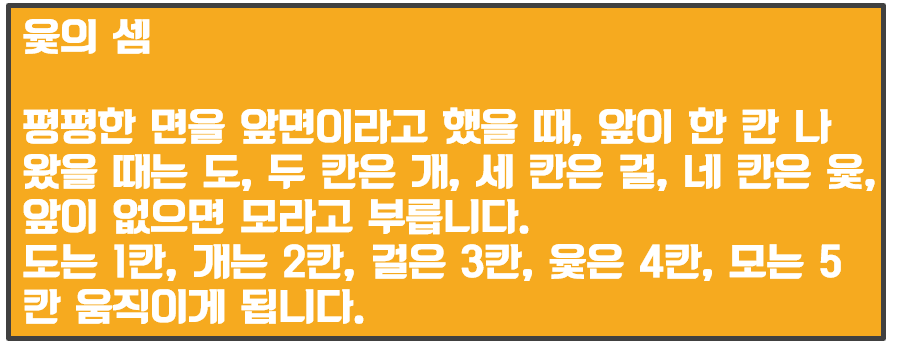 윷의 셈
평평한 면을 앞면이라고 했을 때, 앞이 한 칸 나
왔을 때는 도, 두 칸은 개, 세 칸은 걸, 네 칸은 윷,
앞이 없으면 모라고 부릅니다.
도는 1칸, 개는 2칸, 걸은 3칸, 윷은 4칸, 모는 5
칸 움직이게 됩니다.